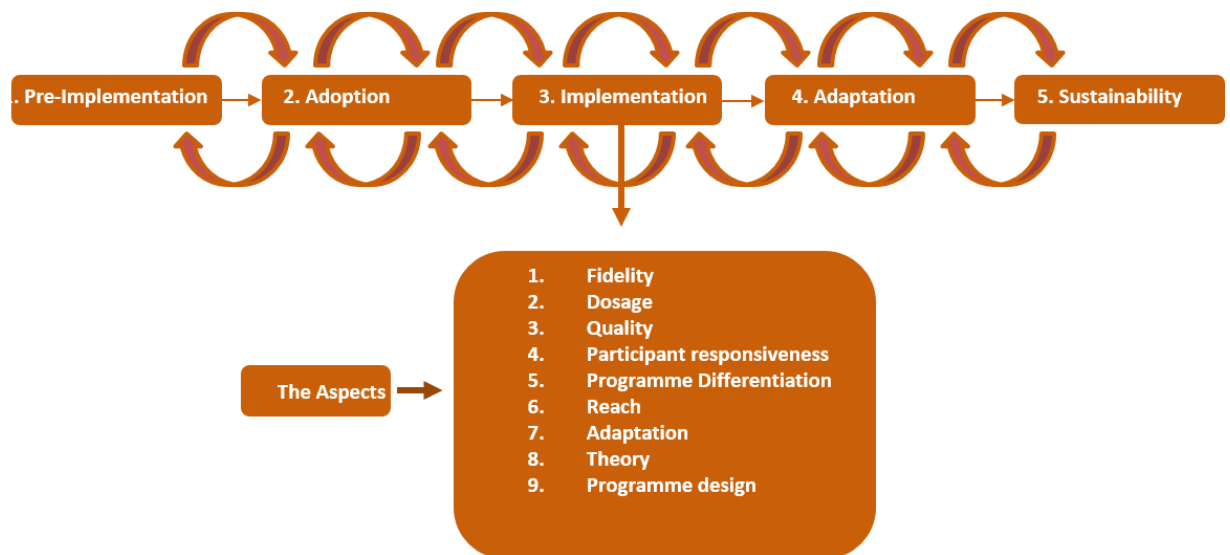 . Pre-Implementation
2. Adoption
3. Implementation
4. Adaptation
5. Sustainability
1. Fidelity
2. Dosage
3. Quality
4. Participant responsiveness
5. Programme Differentiation
6. Reach
7. Adaptation
8. Theory
9. Programme design
The Aspects